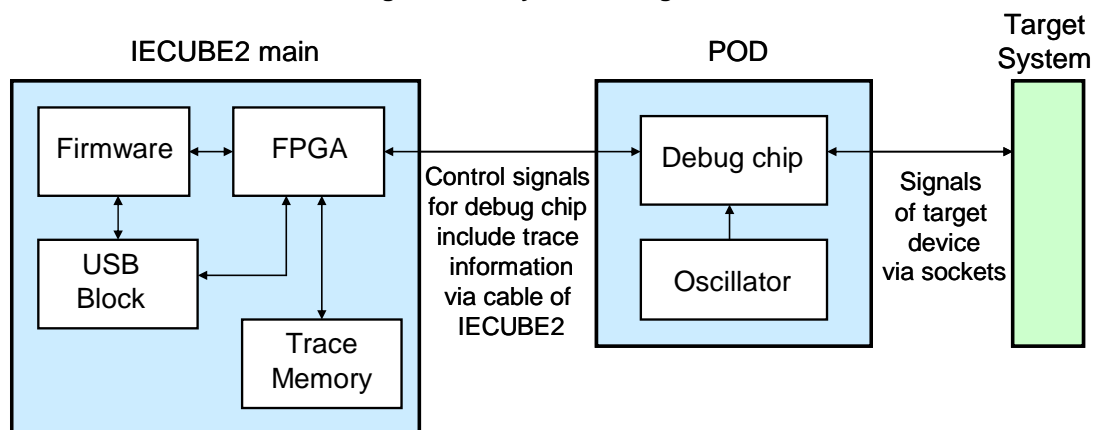 IECUBE2 main
POD
Target
System
Firmware
FPGA
USB
Block
Trace
Memory
Control signals
for debug chip
include trace
information
via cable of
IECUBE2
Debug chip
Oscillator
Signals
of target
device
via sockets